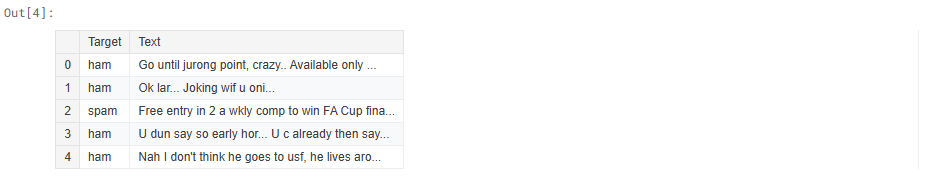 Out[4]:
Target Text
0 ham Go until jurong point, crazy.. Available only ...
1 ham Ok lar... Joking wif u oni...
2 spam Free entry in 2 a wkly comp to win FA Cup fina...
3 ham U dun say so early hor... U c already then say...
4 ham Nah I don't think he goes to usf, he lives aro...